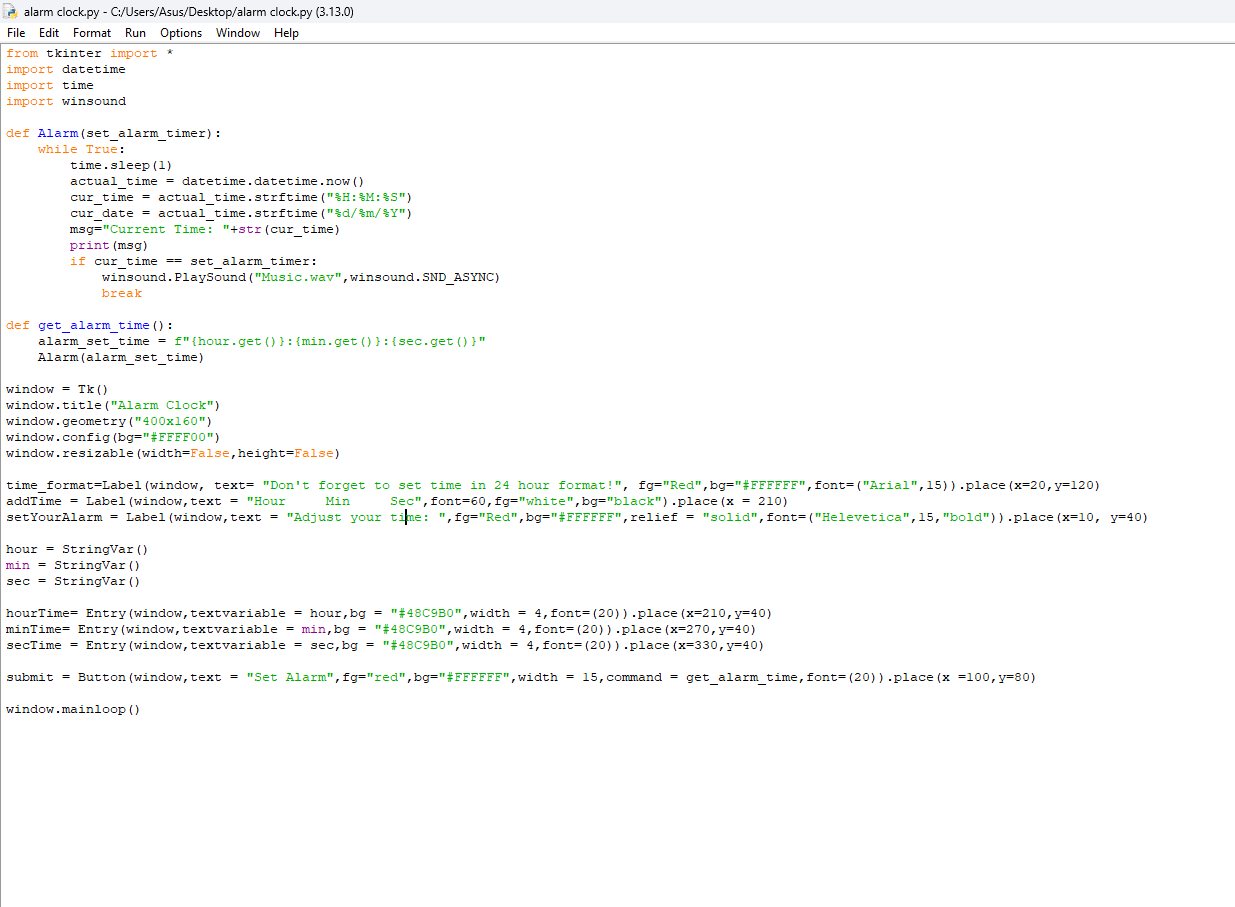 alarm clock.py - C:/Users/Asus/Desktop/alarm clock.py (3.13.0)
File Edit Format Run Options Window Help
from tkinter import *
import datetime
import time
import winsound

def Alarm(set_alarm_timer):
    while True:
        time.sleep(1)
        actual_time = datetime.datetime.now()
        cur_time = actual_time.strftime("%H:%M:%S")
        cur_date = actual_time.strftime("%d/%m/%Y")
        msg="Current Time: "+str(cur_time)
        print(msg)
        if cur_time == set_alarm_timer:
            winsound.PlaySound("Music.wav",winsound.SND_ASYNC)
            break

def get_alarm_time():
    alarm_set_time = f"{hour.get()}:{min.get()}:{sec.get()}"
    Alarm(alarm_set_time)

window = Tk()
window.title("Alarm Clock")
window.geometry("400x160")
window.config(bg="#FFFF00")
window.resizable(width=False,height=False)

time_format=Label(window, text= "Don't forget to set time in 24 hour format!", fg="Red",bg="#FFFFFF",font=("Arial",15)).place(x=20,y=120)
addTime = Label(window,text = "Hour     Min     Sec",font=60,fg="white",bg="black").place(x = 210)
setYourAlarm = Label(window,text = "Adjust your time: ",fg="Red",bg="#FFFFFF",relief = "solid",font=("Helevetica",15,"bold")).place(x=10, y=40)

hour = StringVar()
min = StringVar()
sec = StringVar()

hourTime= Entry(window,textvariable = hour,bg = "#48C9B0",width = 4,font=(20)).place(x=210,y=40)
minTime= Entry(window,textvariable = min,bg = "#48C9B0",width = 4,font=(20)).place(x=270,y=40)
secTime = Entry(window,textvariable = sec,bg = "#48C9B0",width = 4,font=(20)).place(x=330,y=40)

submit = Button(window,text = "Set Alarm",fg="red",bg="#FFFFFF",width = 15,command = get_alarm_time,font=(20)).place(x =100,y=80)

window.mainloop()